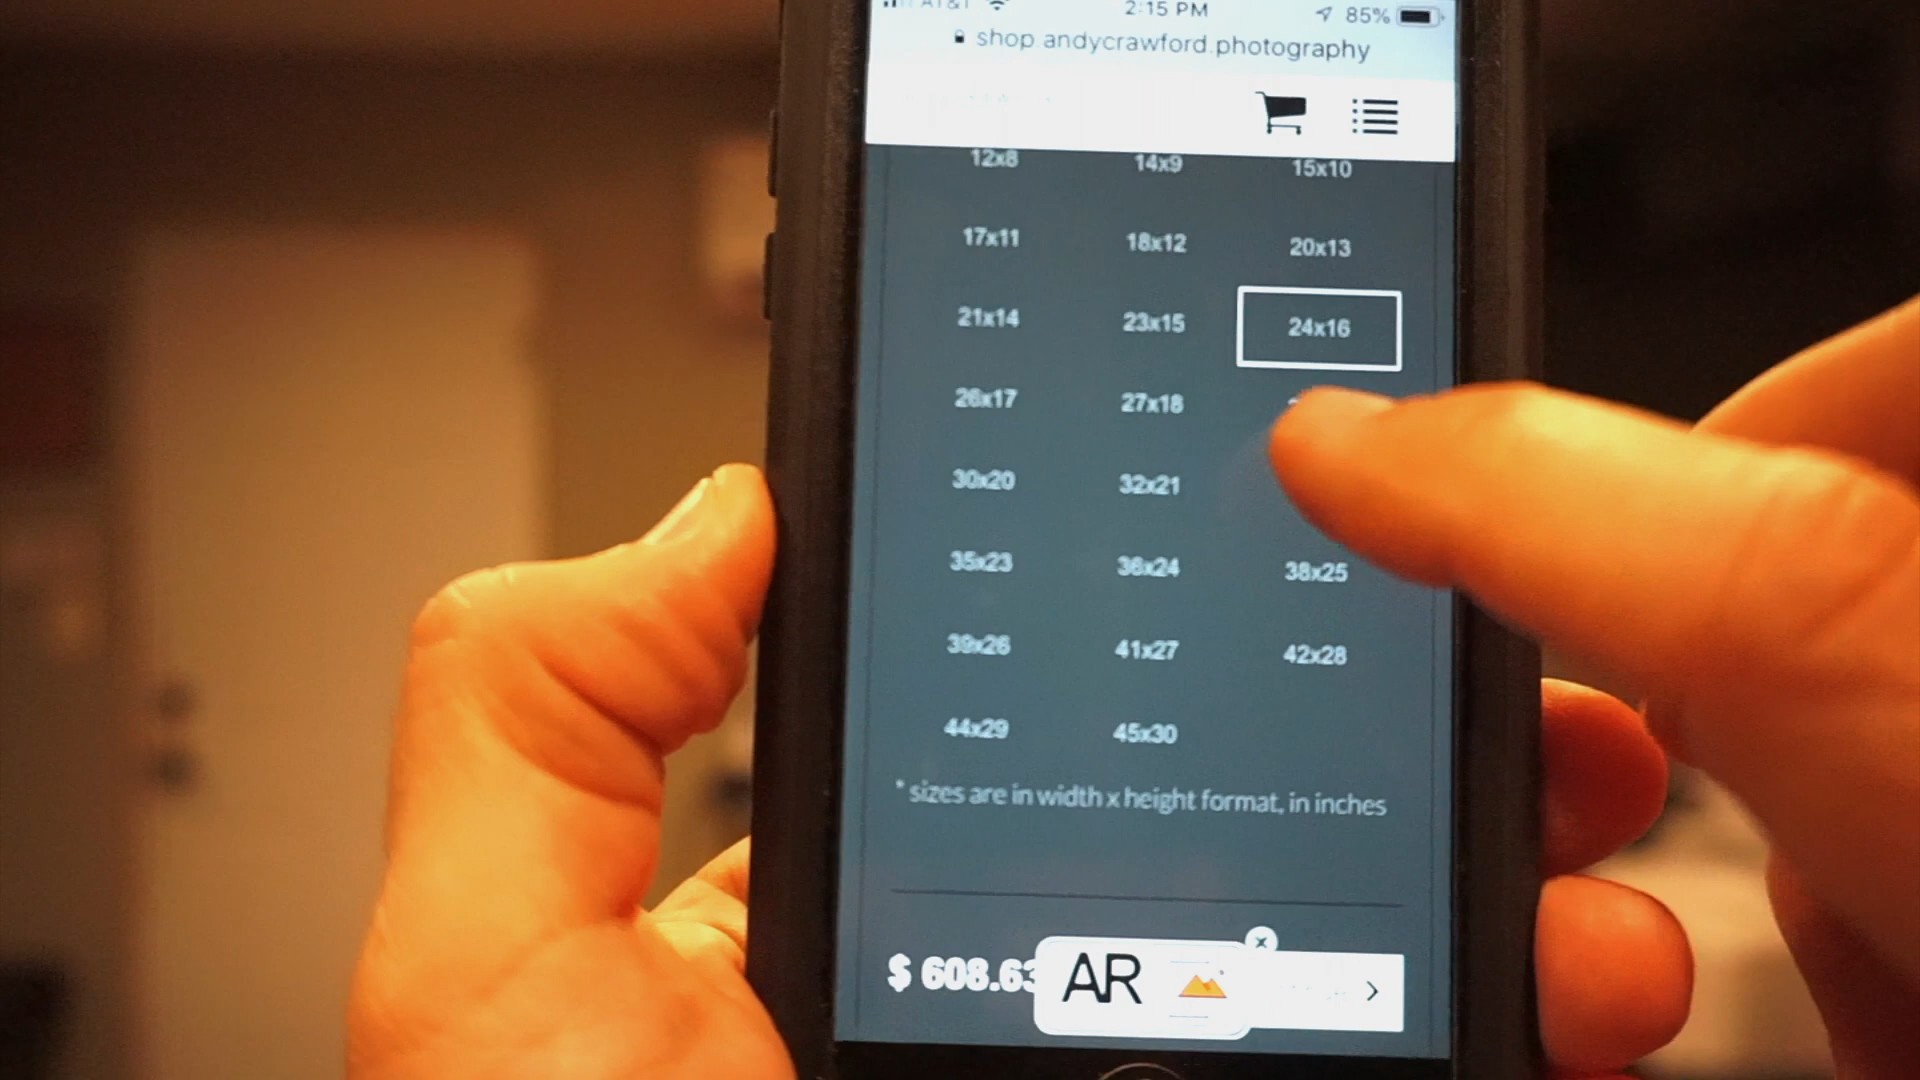 AT&T 2:15 PM 85%
shop.andycrawford.photography
12x8 14x9 15x10
17x11 18x12 20x13
21x14 23x15 24x16
26x17 27x18
30x20 32x21
35x23 36x24 38x25
39x26 41x27 42x28
44x29 45x30
* sizes are in width x height format, in inches
$ 608.63
AR